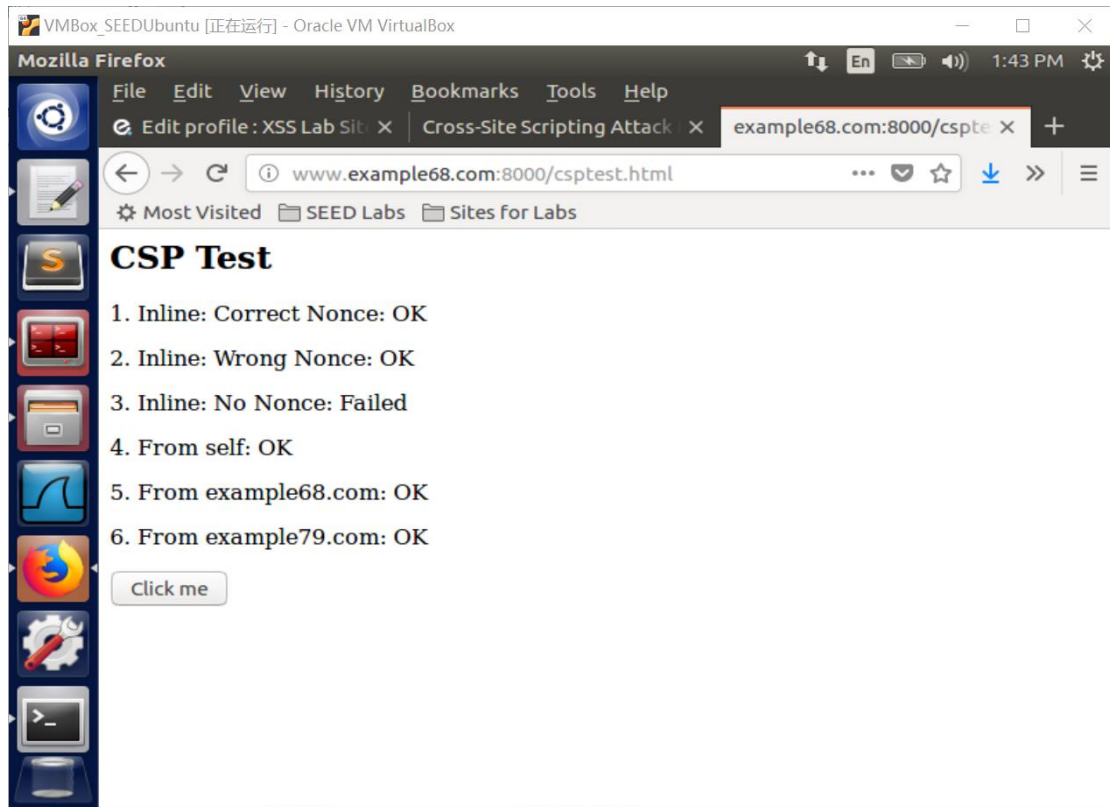 VMBox_SEEDUbuntu [正在运行] - Oracle VM VirtualBox
Mozilla Firefox En 1:43 PM
File Edit View History Bookmarks Tools Help
Edit profile : XSS Lab Sit Cross-Site Scripting Attack example68.com:8000/cspte
www.example68.com:8000/csptest.html
Most Visited SEED Labs Sites for Labs
CSP Test
1. Inline: Correct Nonce: OK
2. Inline: Wrong Nonce: OK
3. Inline: No Nonce: Failed
4. From self: OK
5. From example68.com: OK
6. From example79.com: OK
Click me